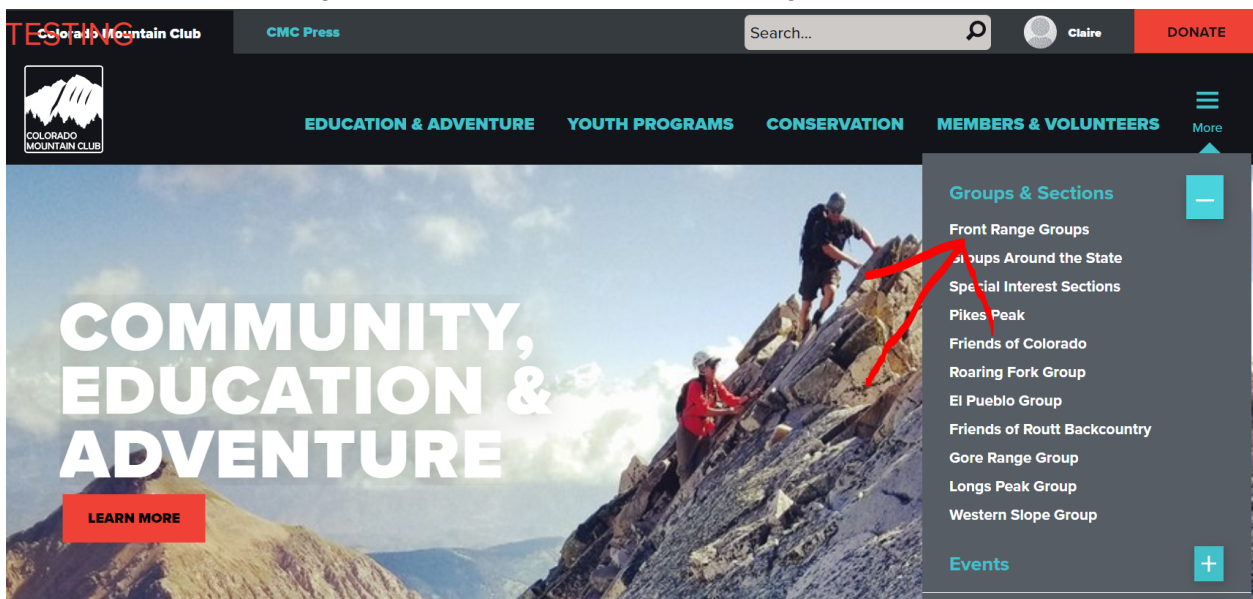 TESTING
Colorado Mountain Club
CMC Press
Search...
Claire
DONATE
COLORADO
MOUNTAIN CLUB
EDUCATION & ADVENTURE
YOUTH PROGRAMS
CONSERVATION
MEMBERS & VOLUNTEERS
More
Groups & Sections
Front Range Groups
Groups Around the State
Special Interest Sections
Pikes Peak
Friends of Colorado
Roaring Fork Group
El Pueblo Group
Friends of Routt Backcountry
Gore Range Group
Longs Peak Group
Western Slope Group
Events
COMMUNITY,
EDUCATION &
ADVENTURE
LEARN MORE